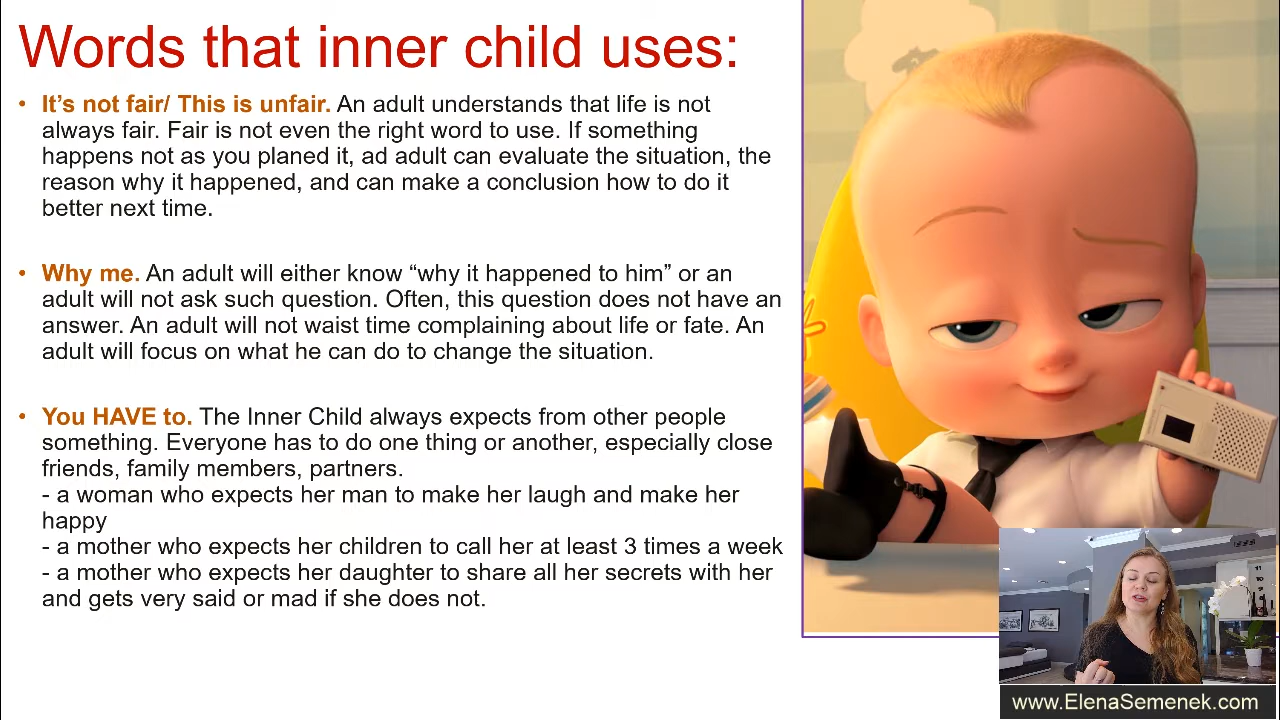 Words that inner child uses:
• It’s not fair/ This is unfair. An adult understands that life is not
always fair. Fair is not even the right word to use. If something
happens not as you planed it, ad adult can evaluate the situation, the
reason why it happened, and can make a conclusion how to do it
better next time.
• Why me. An adult will either know “why it happened to him” or an
adult will not ask such question. Often, this question does not have an
answer. An adult will not waist time complaining about life or fate. An
adult will focus on what he can do to change the situation.
• You HAVE to. The Inner Child always expects from other people
something. Everyone has to do one thing or another, especially close
friends, family members, partners.
- a woman who expects her man to make her laugh and make her
happy
- a mother who expects her children to call her at least 3 times a week
- a mother who expects her daughter to share all her secrets with her
and gets very said or mad if she does not.
www.ElenaSemenek.com